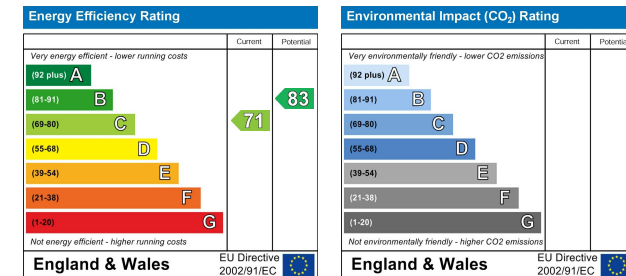 Energy Efficiency Rating
Current Potential
Very energy efficient - lower running costs
(92 plus) A
(81-91) B
83
(69-80) C
71
(55-68) D
(39-54) E
(21-38) F
(1-20) G
Not energy efficient - higher running costs
England & Wales
EU Directive
2002/91/EC
Environmental Impact (CO₂) Rating
Current Potential
Very environmentally friendly - lower CO2 emissions
(92 plus) A
(81-91) B
(69-80) C
(55-68) D
(39-54) E
(21-38) F
(1-20) G
Not environmentally friendly - higher CO2 emissions
England & Wales
EU Directive
2002/91/EC